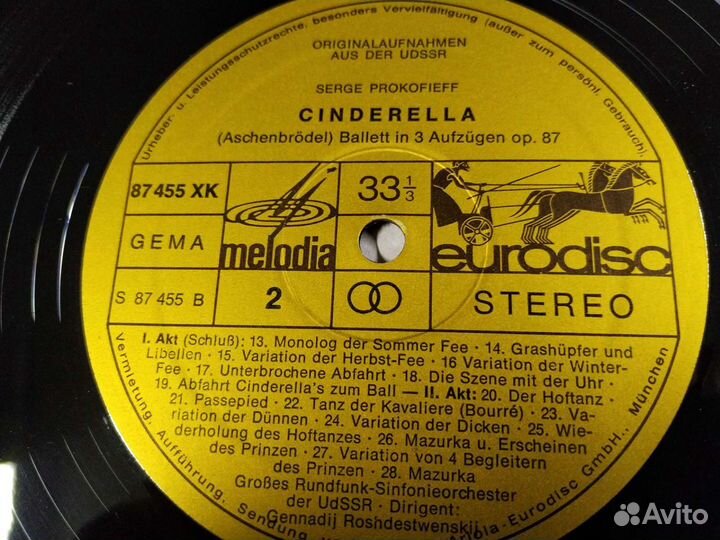 Urheber- u. Leistungsschutzrechte, besonders Vervielfältigung (außer zum persönl. Gebrauch),
ORIGINALAUFNAHMEN
AUS DER UDSSR
SERGE PROKOFIEFF
CINDERELLA
(Aschenbrödel) Ballett in 3 Aufzügen op. 87
87 455 XK
33 1/3
GEMA
melodia
eurodisc
S 87 455 B
2
STEREO
I. Akt (Schluß): 13. Monolog der Sommer Fee · 14. Grashüpfer und
Libellen · 15. Variation der Herbst-Fee · 16 Variation der Winter-
Fee · 17. Unterbrochene Abfahrt · 18. Die Szene mit der Uhr ·
19. Abfahrt Cinderella's zum Ball — II. Akt: 20. Der Hoftanz ·
21. Passepied · 22. Tanz der Kavaliere (Bourré) · 23. Va-
riation der Dünnen · 24. Variation der Dicken · 25. Wie-
derholung des Hoftanzes · 26. Mazurka u. Erscheinen
des Prinzen · 27. Variation von 4 Begleitern
des Prinzen · 28. Mazurka
Großes Rundfunk-Sinfonieorchester
der UdSSR · Dirigent:
Gennadij Roshdestwenskij
Vermietung, Aufführung, Sendung
Ariola-Eurodisc GmbH., München
Avito